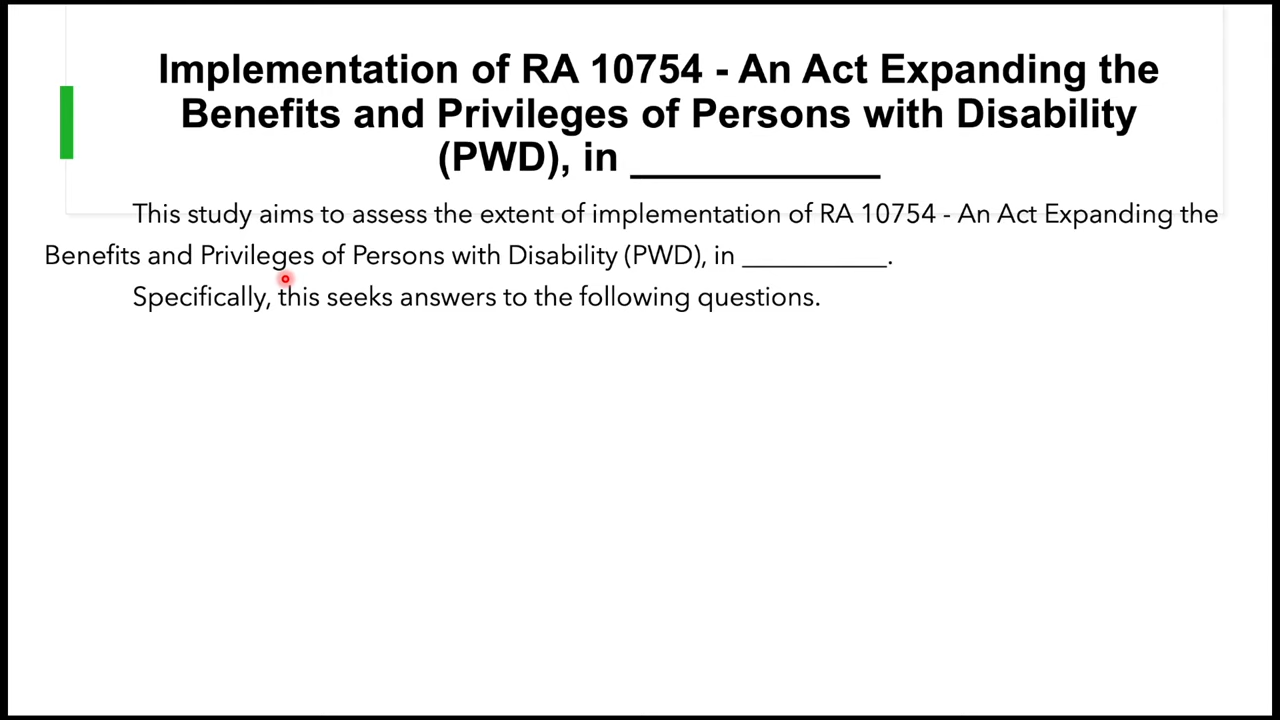 Implementation of RA 10754 - An Act Expanding the
Benefits and Privileges of Persons with Disability
(PWD), in ____________
This study aims to assess the extent of implementation of RA 10754 - An Act Expanding the
Benefits and Privileges of Persons with Disability (PWD), in ___________.
Specifically, this seeks answers to the following questions.